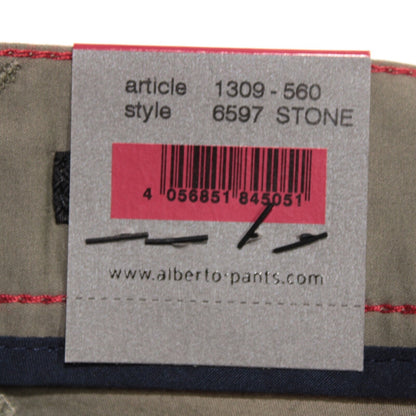 article 1309 - 560
style 6597 STONE
4 056851 845051
www.alberto-pants.com